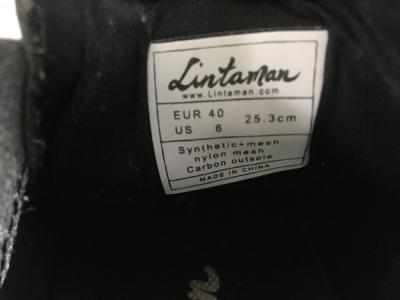 Lintaman
www.Lintaman.com
EUR 40
US 6 25.3cm
Synthetic+mesh
nylon mesh
Carbon outsole
MADE IN CHINA